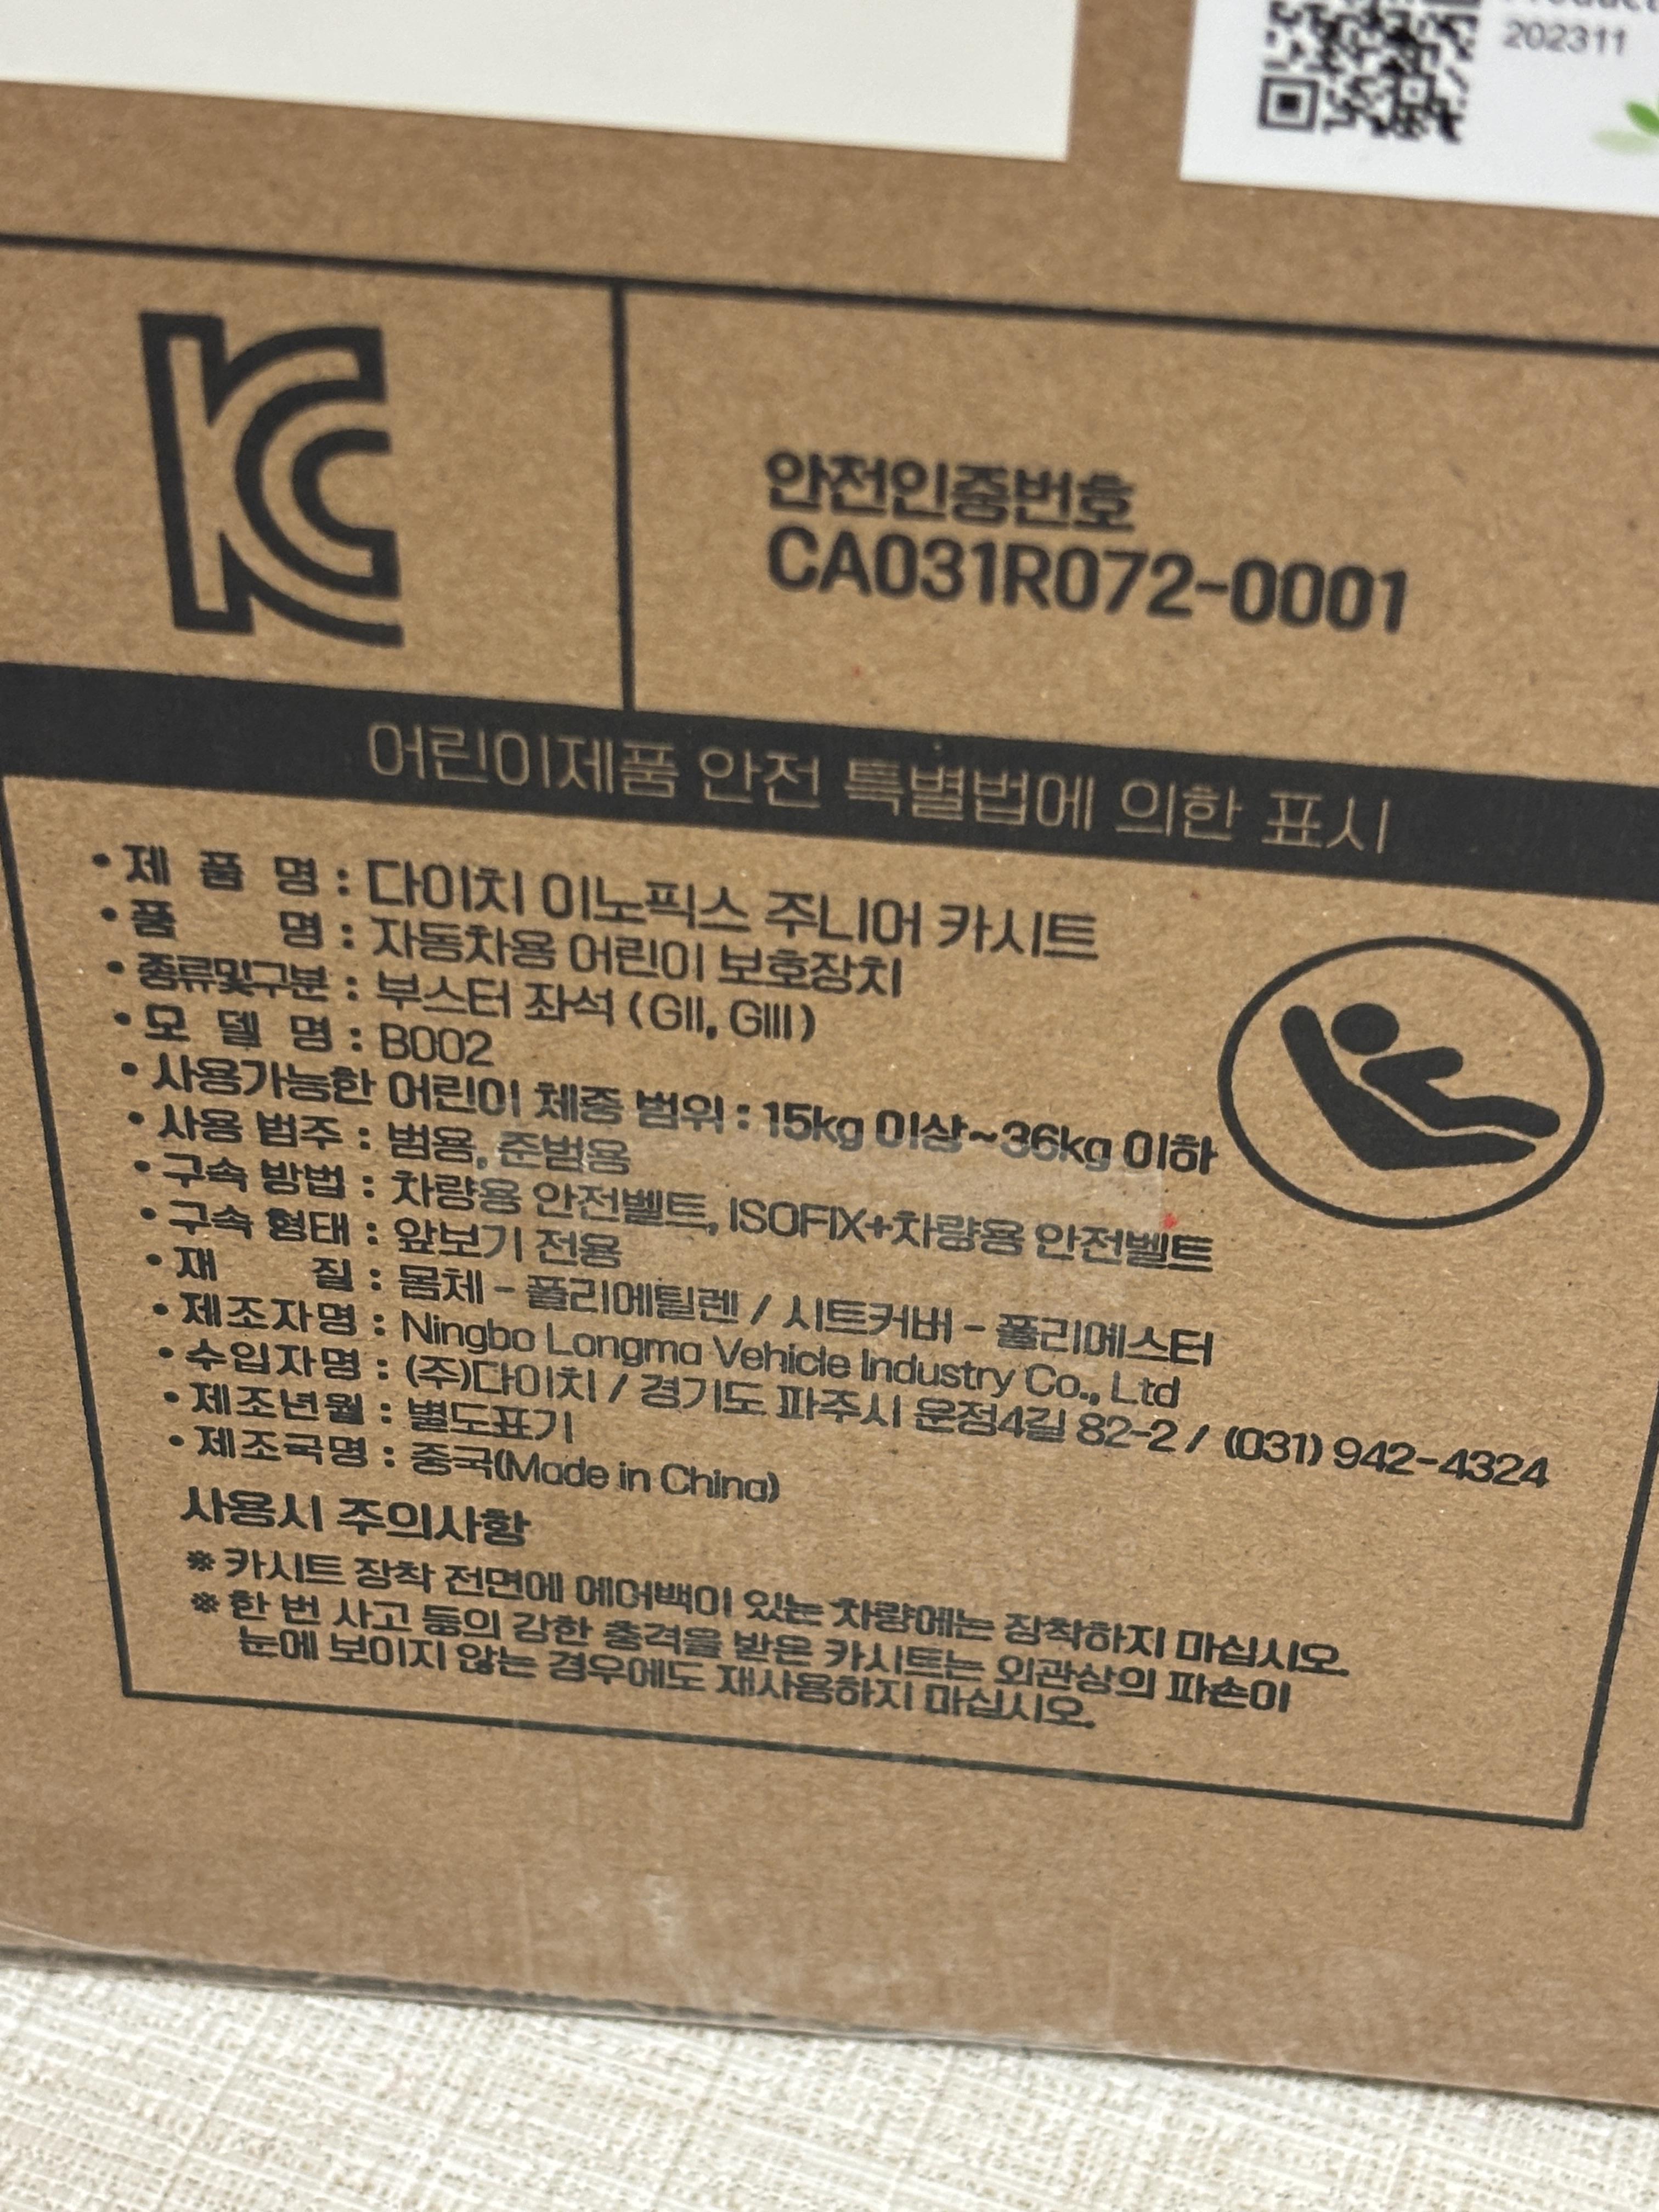 202311
KC
안전인증번호
CA031R072-0001
어린이제품 안전 특별법에 의한 표시
• 제 품 명 : 다이치 이노픽스 주니어 카시트
• 품 명 : 자동차용 어린이 보호장치
• 종류및구분 : 부스터 좌석 (GII, GIII)
• 모 델 명 : B002
• 사용가능한 어린이 체중 범위 : 15kg 이상~36kg 이하
• 사용 범주 : 범용, 준범용
• 구속 방법 : 차량용 안전벨트, ISOFIX+차량용 안전벨트
• 구속 형태 : 앞보기 전용
• 재 질 : 몸체 - 폴리에틸렌 / 시트커버 - 폴리에스터
• 제조자명 : Ningbo Longma Vehicle Industry Co., Ltd
• 수입자명 : (주)다이치 / 경기도 파주시 운정4길 82-2 / (031) 942-4324
• 제조년월 : 별도표기
• 제조국명 : 중국(Made in China)
사용시 주의사항
※ 카시트 장착 전면에 에어백이 있는 차량에는 장착하지 마십시오.
※ 한 번 사고 등의 강한 충격을 받은 카시트는 외관상의 파손이
눈에 보이지 않는 경우에도 재사용하지 마십시오.